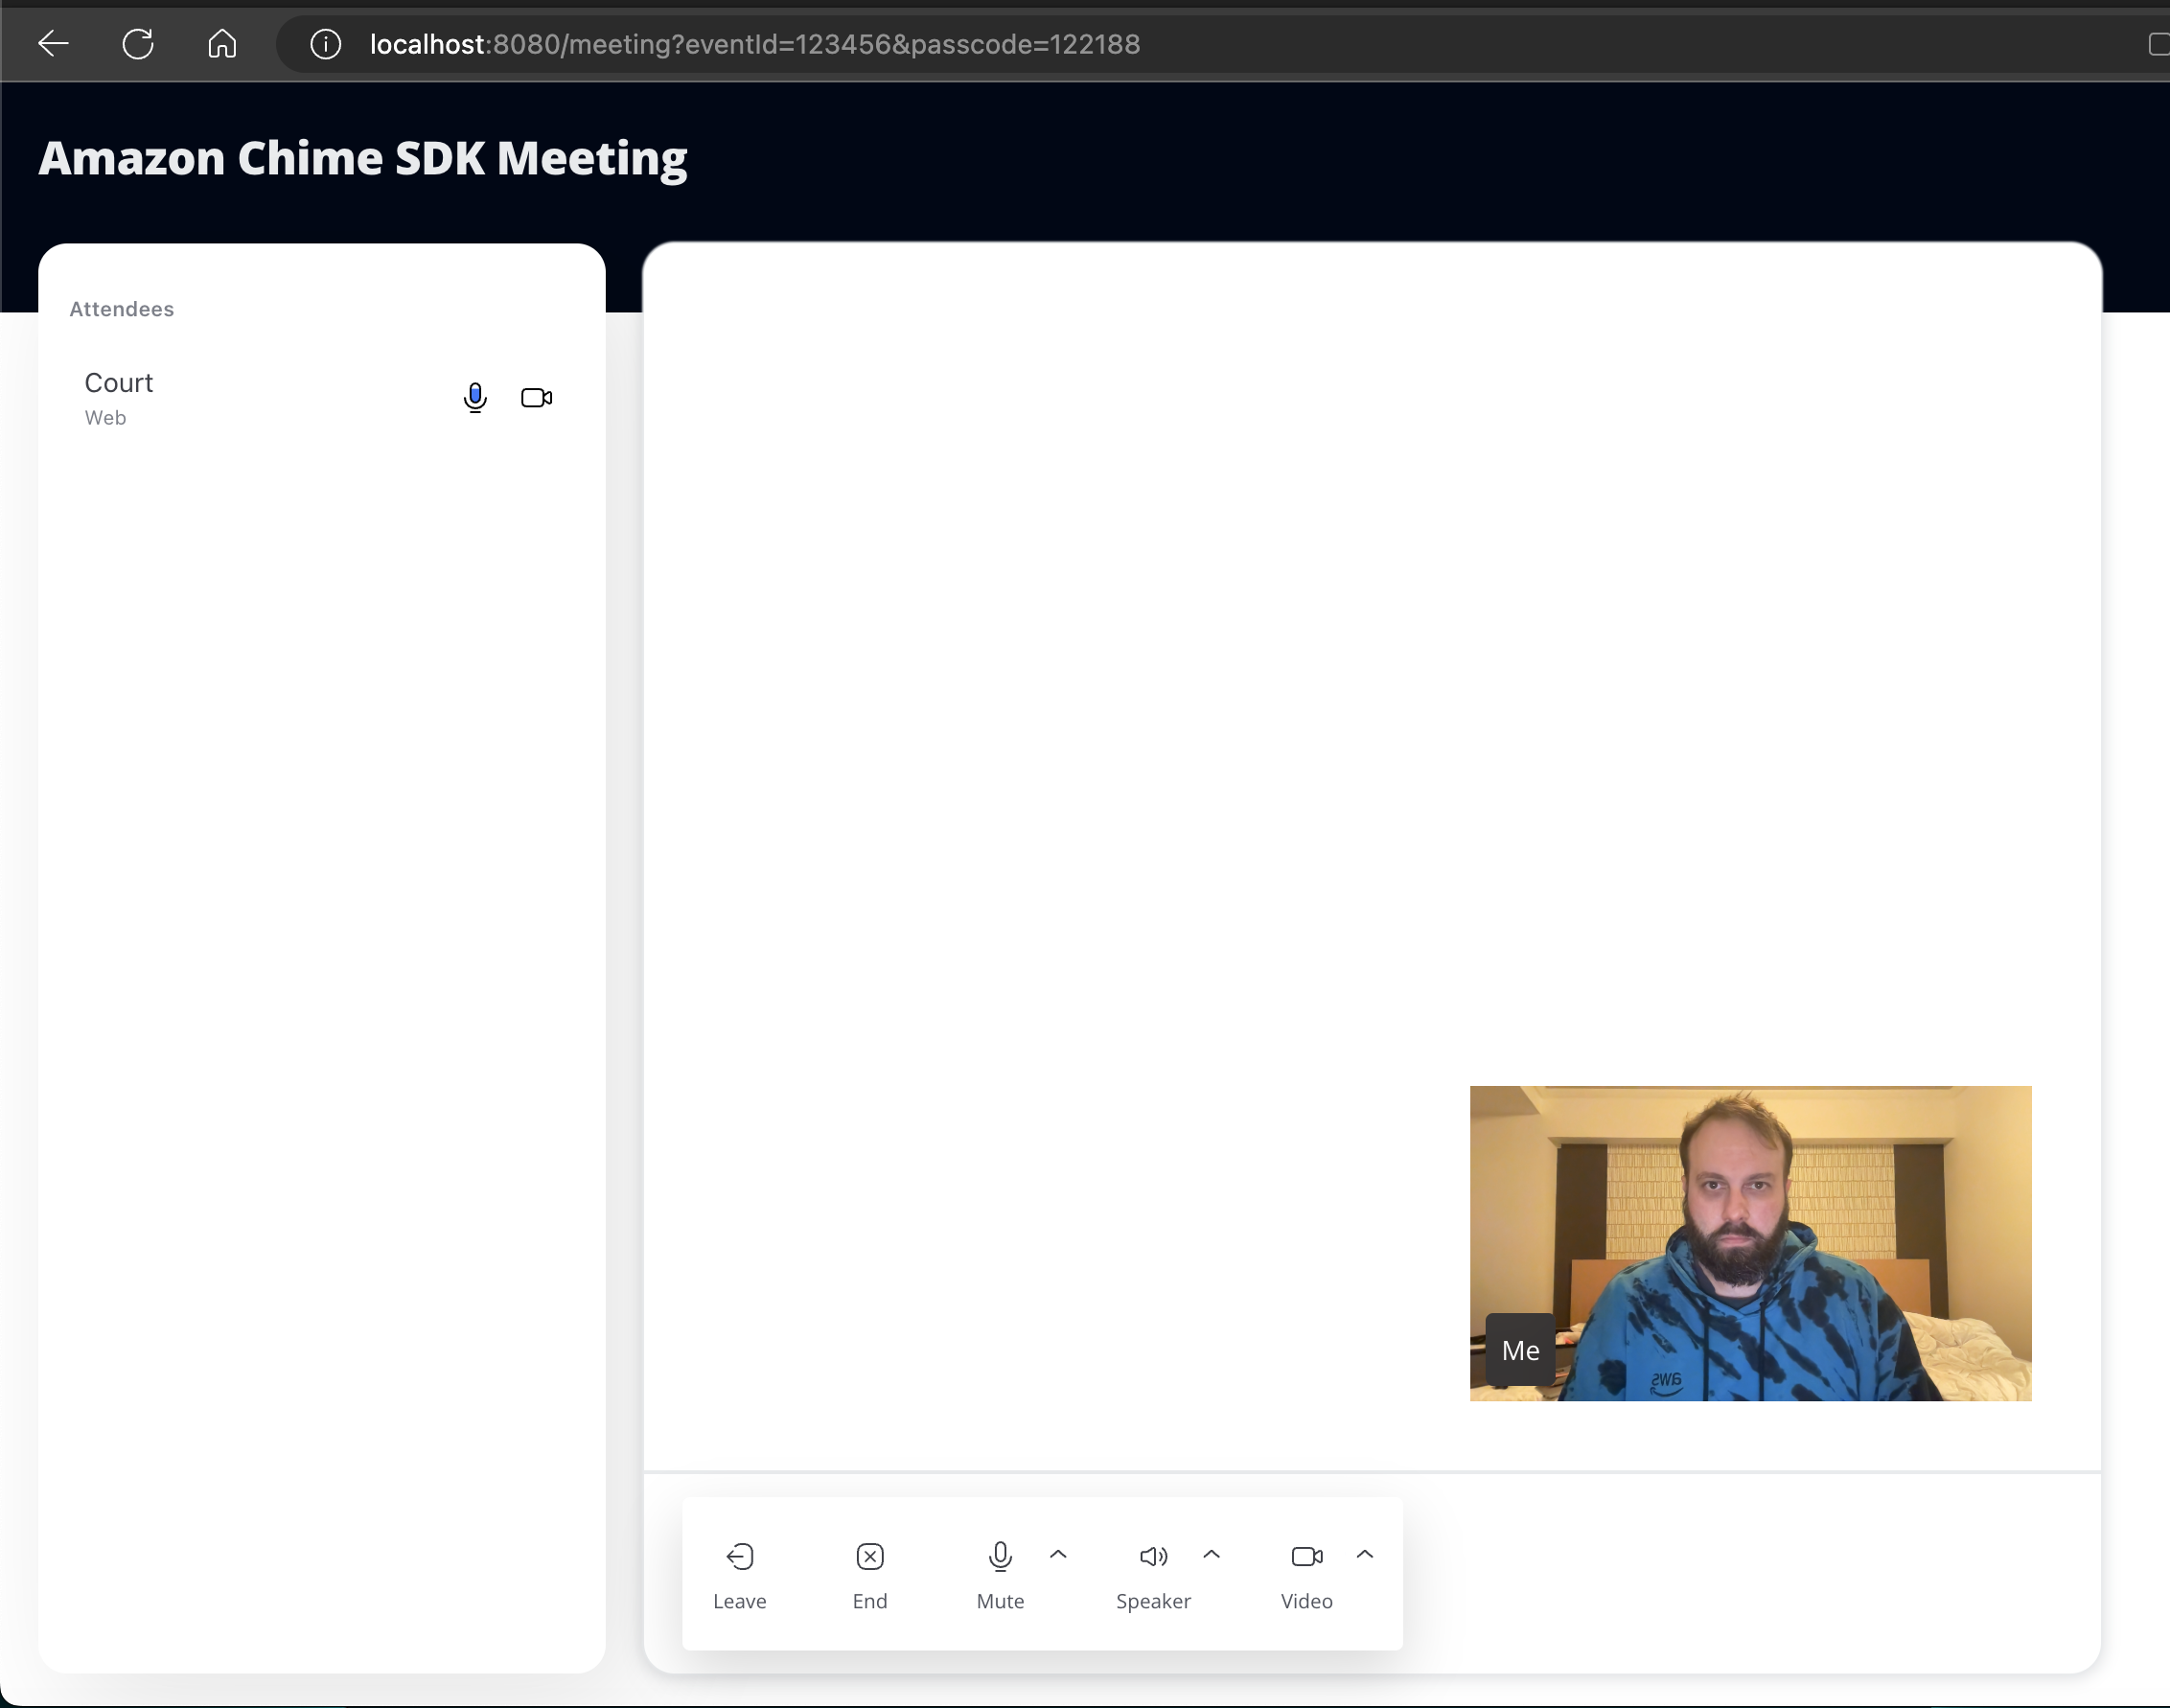 localhost:8080/meeting?eventId=123456&passcode=122188
Amazon Chime SDK Meeting
Attendees
Court
Web
Me
aws
Leave
End
Mute
Speaker
Video